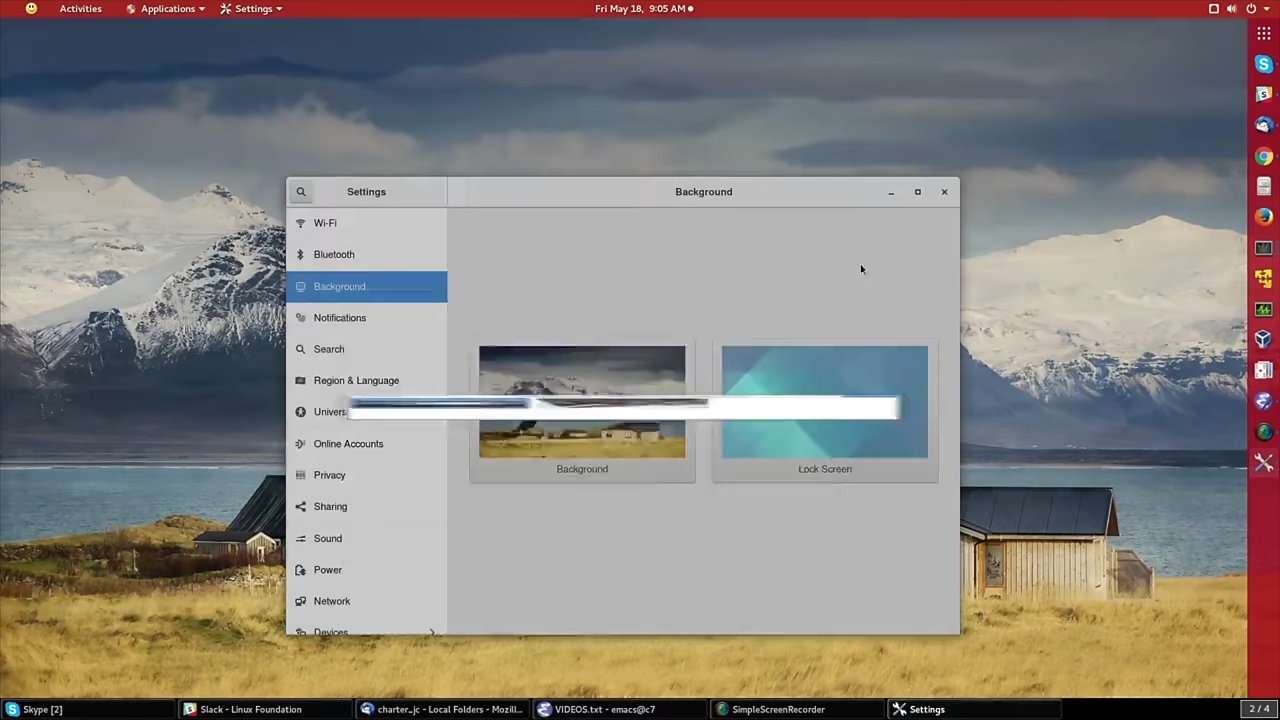 Activities Applications Settings Fri May 18, 9:05 AM
Settings Background
Wi-Fi
Bluetooth
Background
Notifications
Search
Region & Language
Univers
Online Accounts
Privacy
Sharing
Sound
Power
Network
Devices
Background Lock Screen
Skype [2] Slack - Linux Foundation charter_jc - Local Folders - Mozill... VIDEOS.txt - emacs@c7 SimpleScreenRecorder Settings 2 / 4